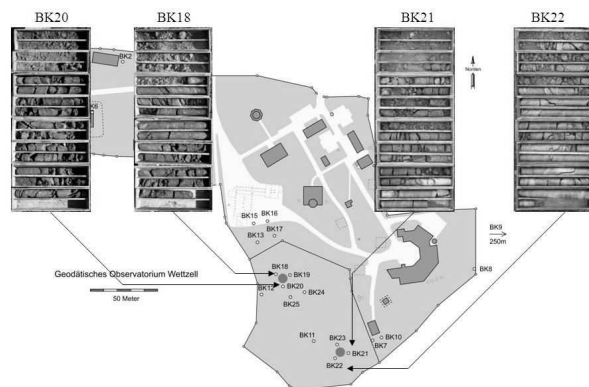 BK20 BK18 BK21 BK22
BK2
Norden
BK6
BK9
250m
BK15 BK16
BK13 BK17
BK8
Geodätisches Observatorium Wettzell
50 Meter
BK18 BK19
BK12 BK20 BK24
BK25
BK11 BK23 BK10
BK21 BK7
BK22